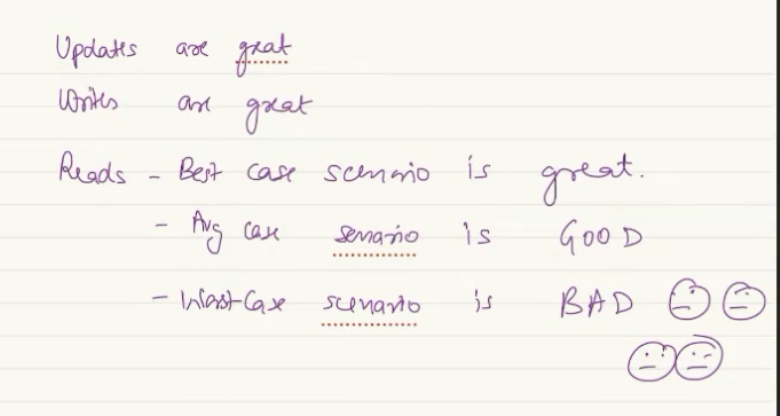 Updates are grat
Writes are great
Reads - Best case scenario is great.
- Avg case senario is GOOD
- Worst Case scenario is BAD